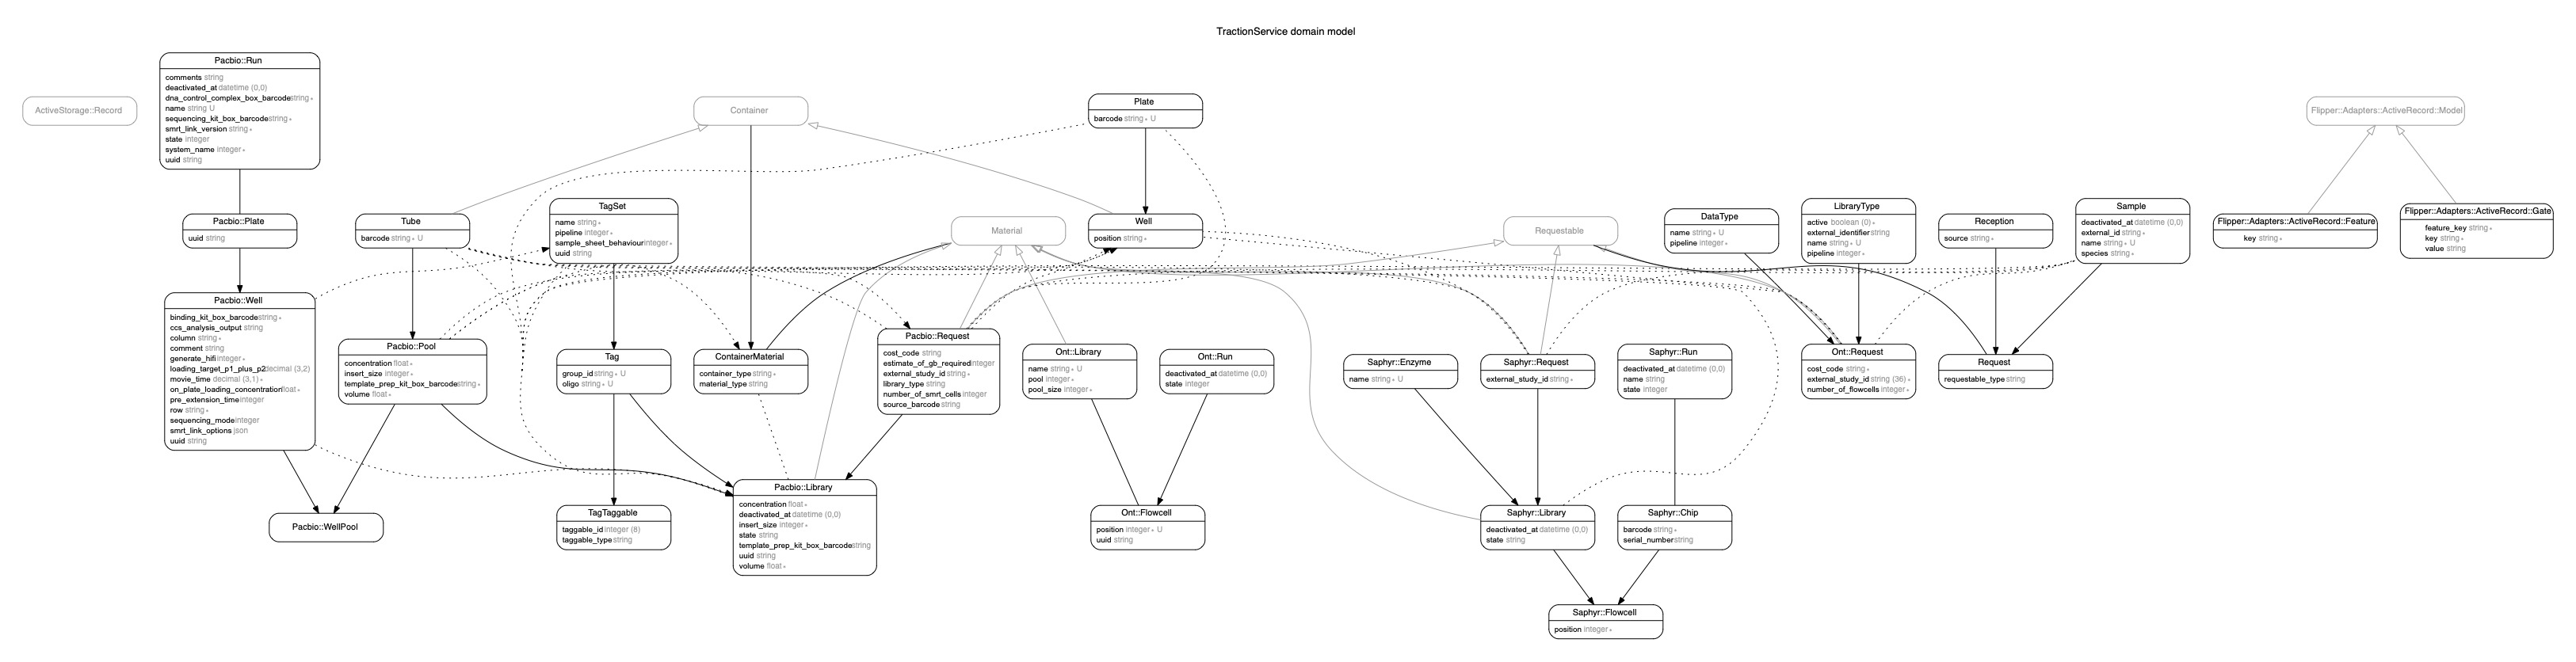 TractionService domain model
ActiveStorage::Record
Pacbio::Run
comments string
deactivated_at datetime (0,0)
dna_control_complex_box_barcode string ∗
name string U
sequencing_kit_box_barcode string ∗
smrt_link_version string ∗
state integer
system_name integer ∗
uuid string
Container
Plate
barcode string ∗ U
Flipper::Adapters::ActiveRecord::Model
Pacbio::Plate
uuid string
Tube
barcode string ∗ U
TagSet
name string ∗
pipeline integer ∗
sample_sheet_behaviour integer ∗
uuid string
Material
Well
position string ∗
Requestable
DataType
name string ∗ U
pipeline integer ∗
LibraryType
active boolean (0) ∗
external_identifier string
name string ∗ U
pipeline integer ∗
Reception
source string ∗
Sample
deactivated_at datetime (0,0)
external_id string ∗
name string ∗ U
species string ∗
Flipper::Adapters::ActiveRecord::Feature
key string ∗
Flipper::Adapters::ActiveRecord::Gate
feature_key string ∗
key string ∗
value string
Pacbio::Well
binding_kit_box_barcode string ∗
ccs_analysis_output string
column string ∗
comment string
generate_hifi integer ∗
loading_target_p1_plus_p2 decimal (3,2)
movie_time decimal (3,1) ∗
on_plate_loading_concentration float ∗
pre_extension_time integer
row string ∗
sequencing_mode integer
smrt_link_options json
uuid string
Pacbio::Pool
concentration float ∗
insert_size integer ∗
template_prep_kit_box_barcode string ∗
volume float ∗
Tag
group_id string ∗ U
oligo string ∗ U
ContainerMaterial
container_type string ∗
material_type string
Pacbio::Request
cost_code string
estimate_of_gb_required integer
external_study_id string ∗
library_type string
number_of_smrt_cells integer
source_barcode string
Ont::Library
name string ∗ U
pool integer ∗
pool_size integer ∗
Ont::Run
deactivated_at datetime (0,0)
state integer
Saphyr::Enzyme
name string ∗ U
Saphyr::Request
external_study_id string ∗
Saphyr::Run
deactivated_at datetime (0,0)
name string
state integer
Ont::Request
cost_code string ∗
external_study_id string (36) ∗
number_of_flowcells integer ∗
Request
requestable_type string
Pacbio::WellPool
TagTaggable
taggable_id integer (8)
taggable_type string
Pacbio::Library
concentration float ∗
deactivated_at datetime (0,0)
insert_size integer ∗
state string
template_prep_kit_box_barcode string
uuid string
volume float ∗
Ont::Flowcell
position integer ∗ U
uuid string
Saphyr::Library
deactivated_at datetime (0,0)
state string
Saphyr::Chip
barcode string ∗
serial_number string
Saphyr::Flowcell
position integer ∗